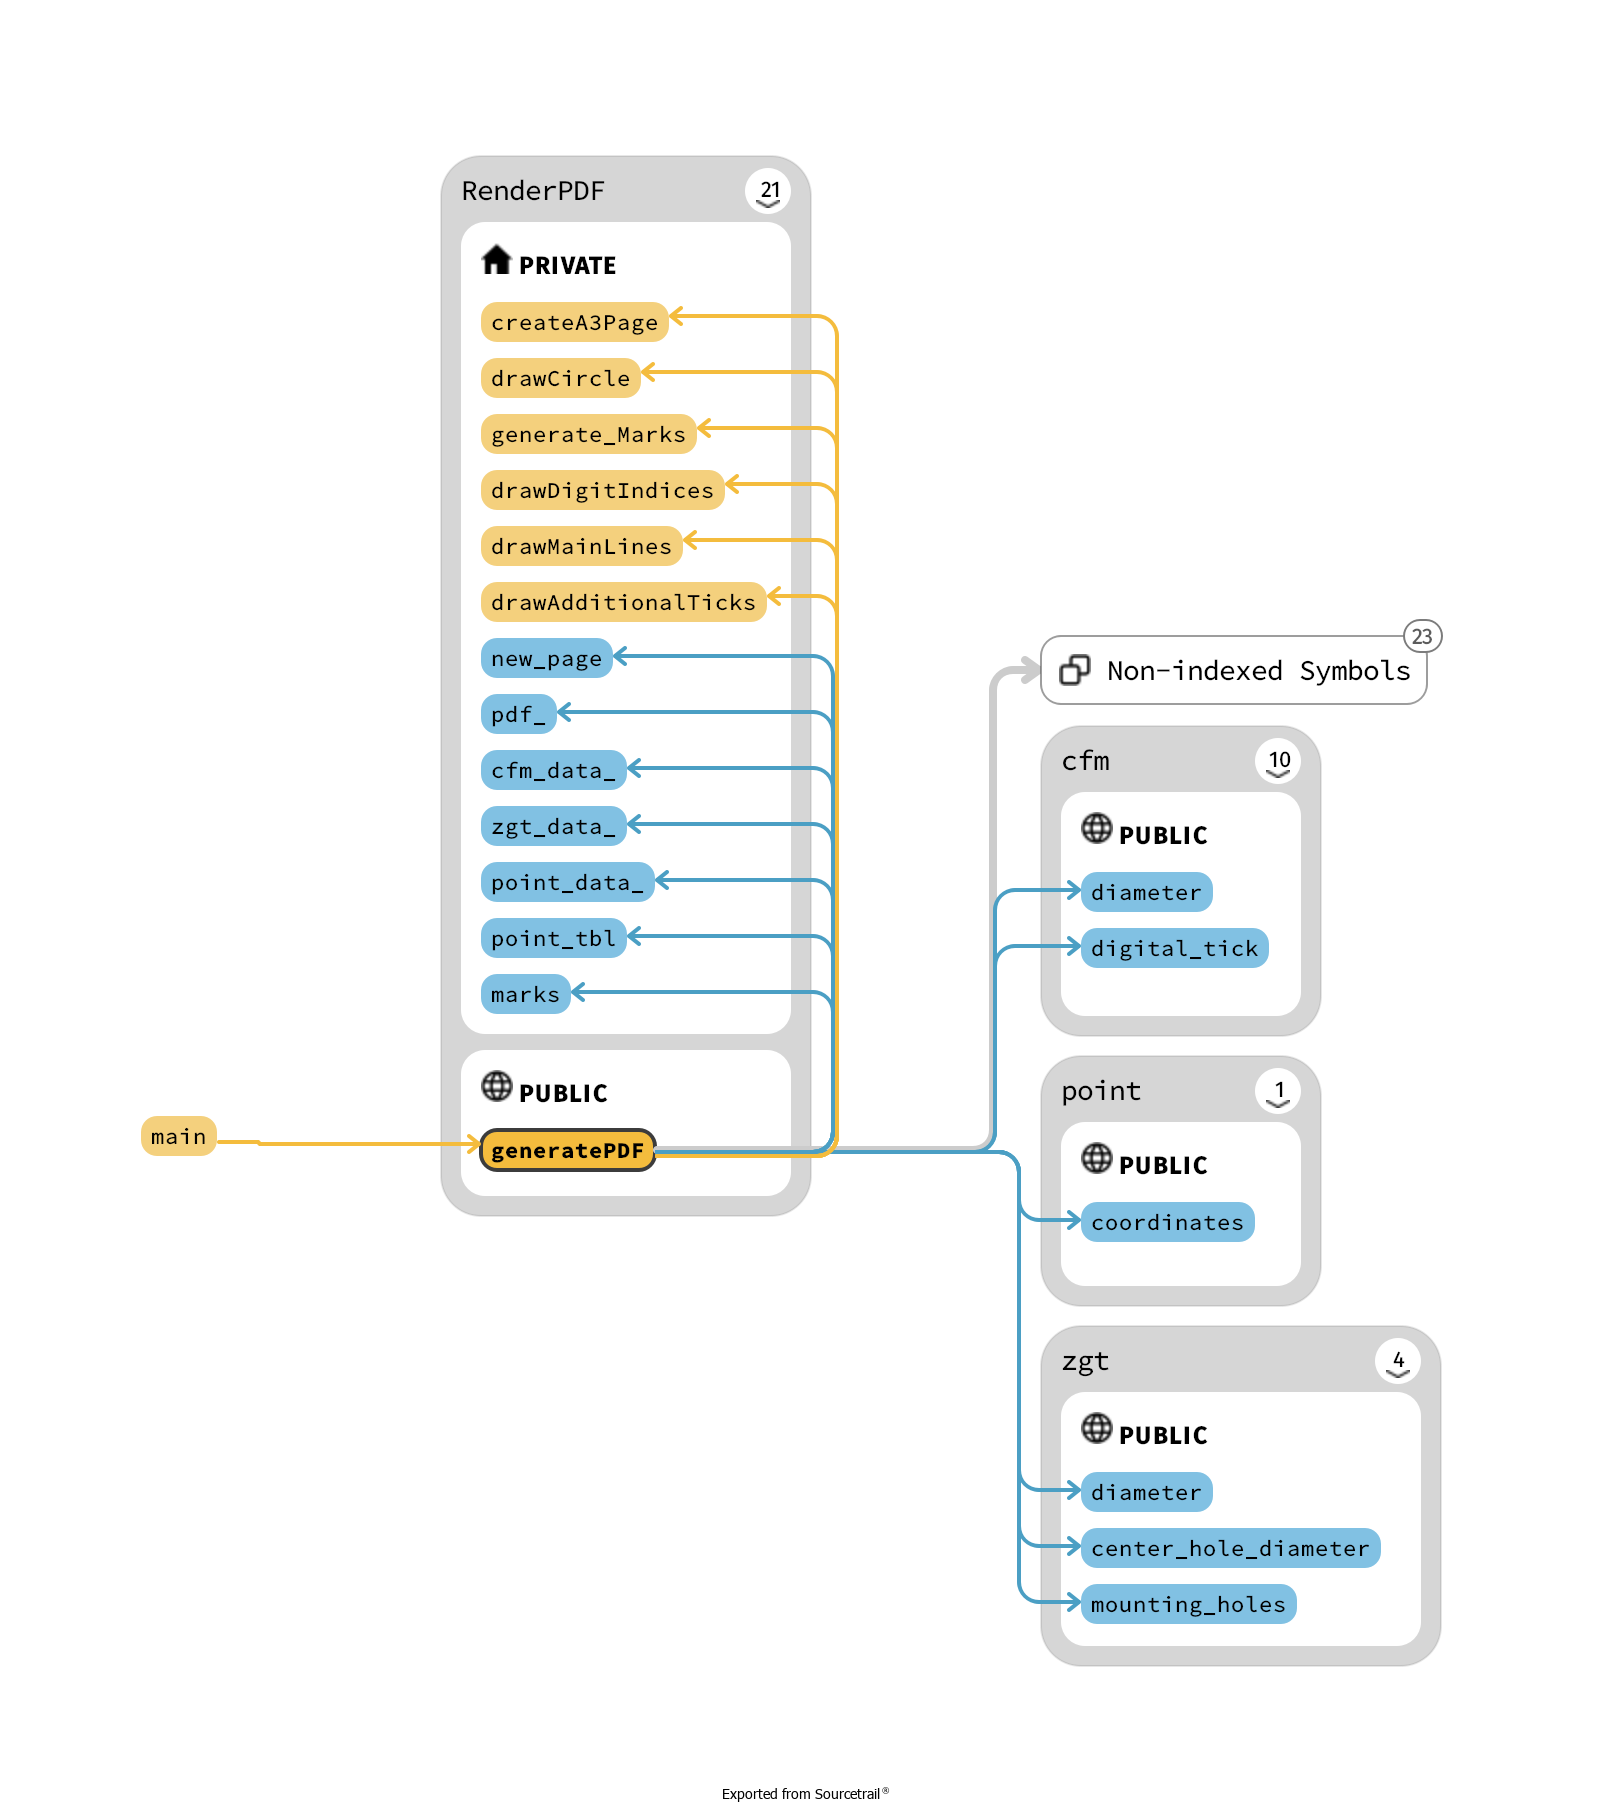 RenderPDF 21
PRIVATE
createA3Page
drawCircle
generate_Marks
drawDigitIndices
drawMainLines
drawAdditionalTicks
new_page
pdf_
cfm_data_
zgt_data_
point_data_
point_tbl
marks
PUBLIC
generatePDF
main
23
Non-indexed Symbols
cfm 10
PUBLIC
diameter
digital_tick
point 1
PUBLIC
coordinates
zgt 4
PUBLIC
diameter
center_hole_diameter
mounting_holes
Exported from Sourcetrail®